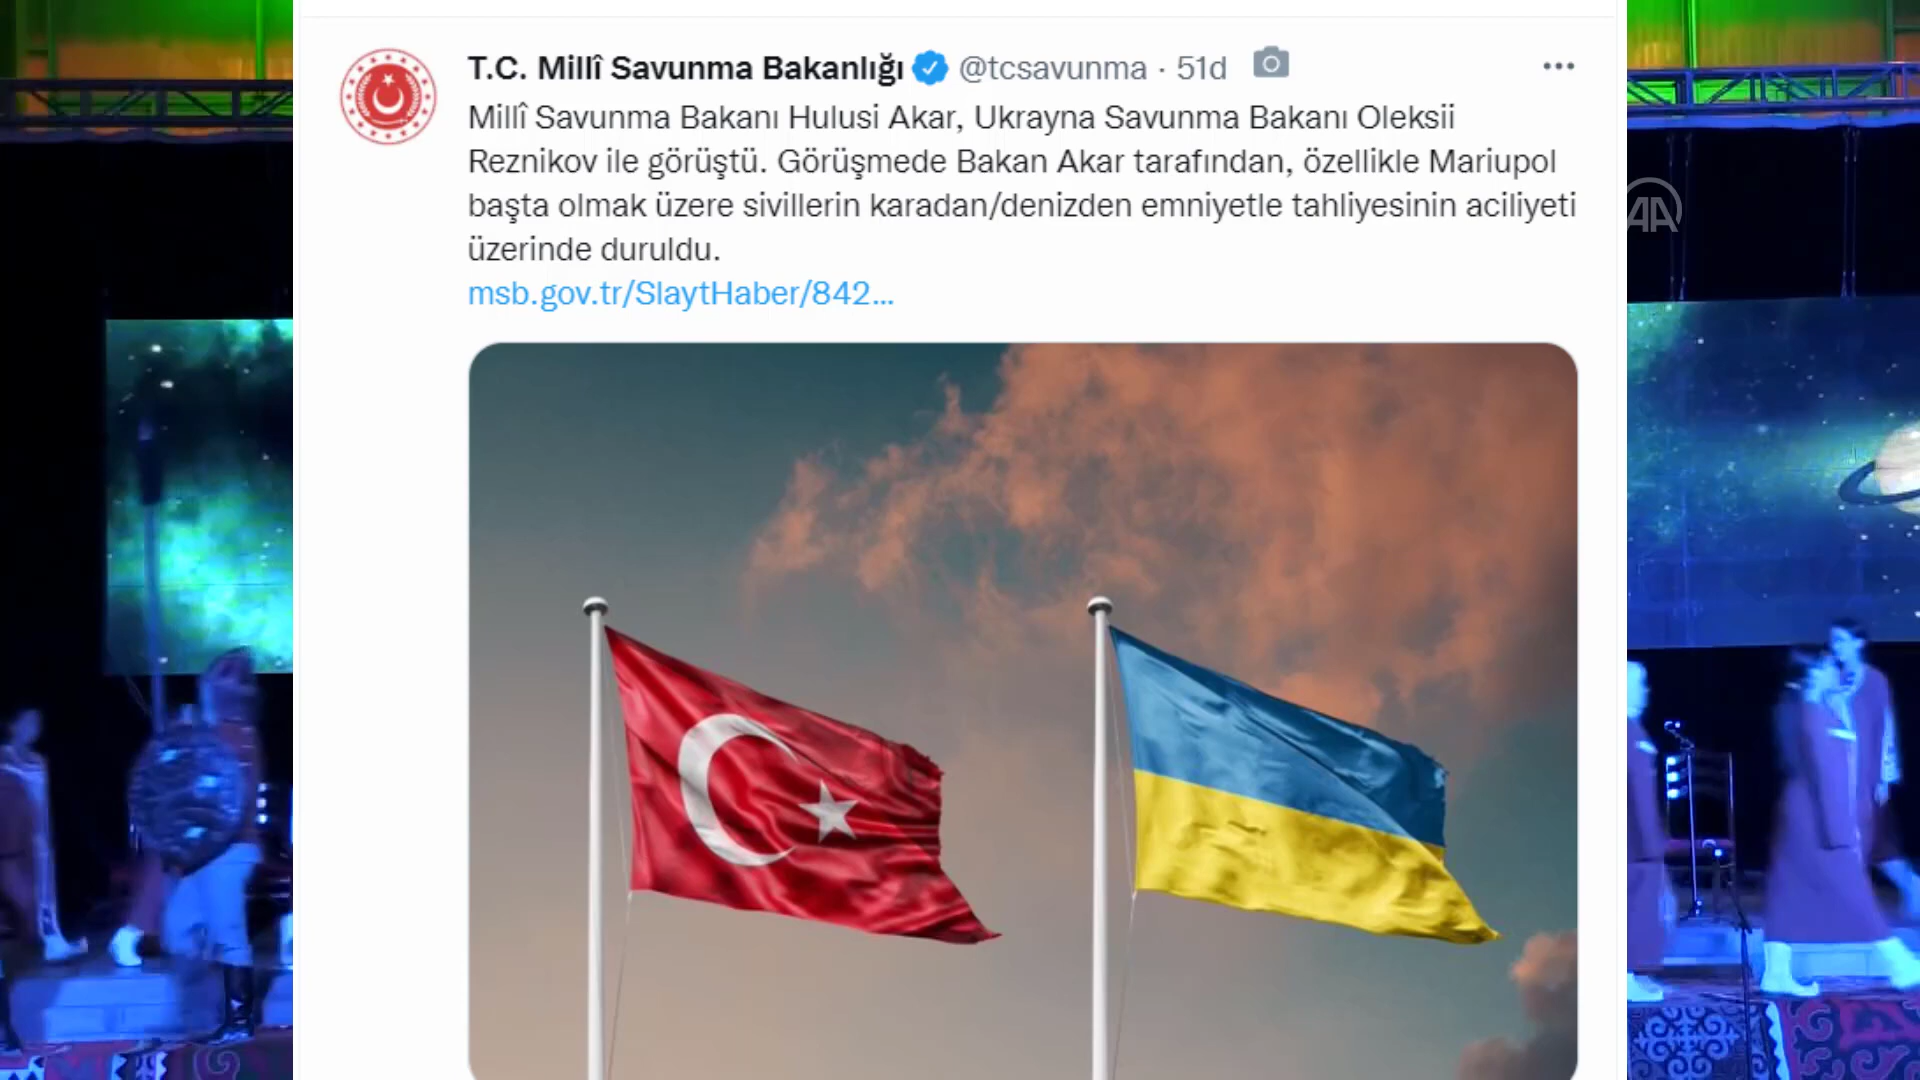 T.C. Millî Savunma Bakanlığı @tcsavunma · 51d
Millî Savunma Bakanı Hulusi Akar, Ukrayna Savunma Bakanı Oleksii
Reznikov ile görüştü. Görüşmede Bakan Akar tarafından, özellikle Mariupol
başta olmak üzere sivillerin karadan/denizden emniyetle tahliyesinin aciliyeti
üzerinde duruldu.
msb.gov.tr/SlaytHaber/842...
AA